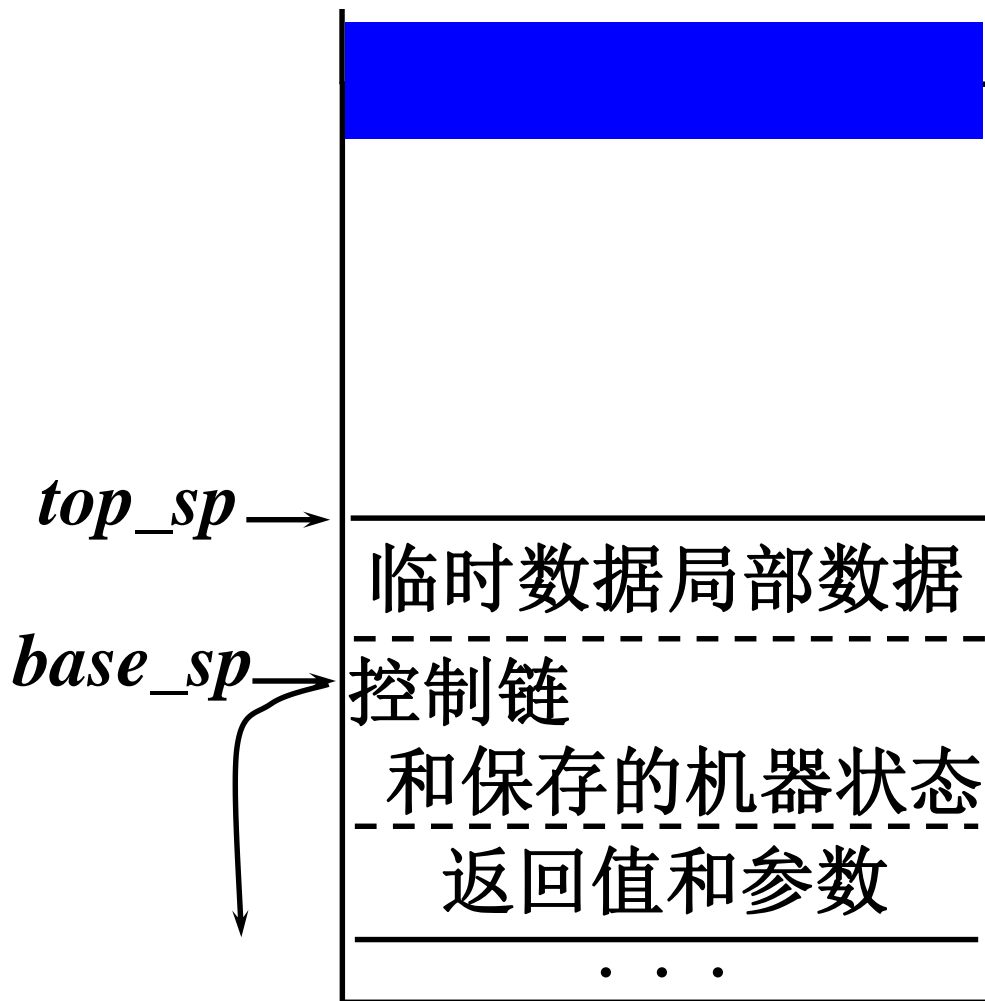 top_sp
临时数据局部数据
base_sp
控制链
和保存的机器状态
返回值和参数
. . .